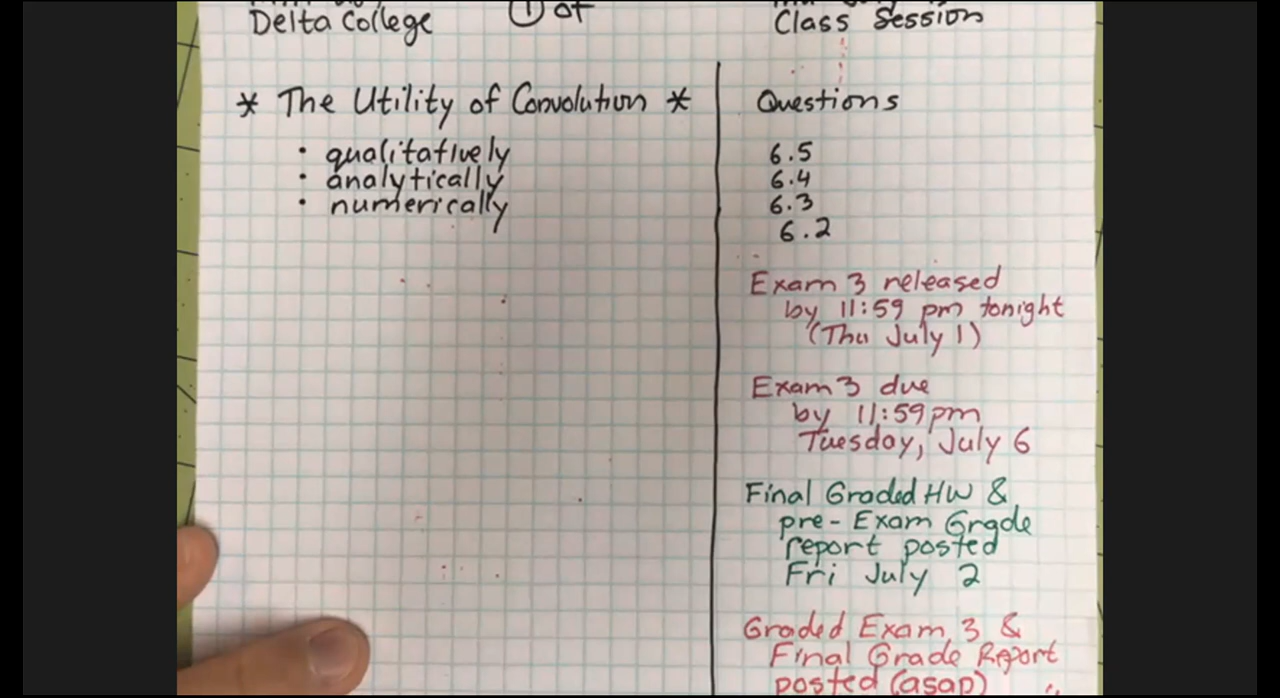 Delta College
① of
Class Session
* The Utility of Convolution *
· qualitatively
· analytically
· numerically
Questions
6.5
6.4
6.3
6.2
Exam 3 released
by 11:59 pm tonight
(Thu July 1)
Exam 3 due
by 11:59 pm
Tuesday, July 6
Final Graded HW &
pre-Exam Grade
report posted
Fri July 2
Graded Exam 3 &
Final Grade Report
posted (asap)